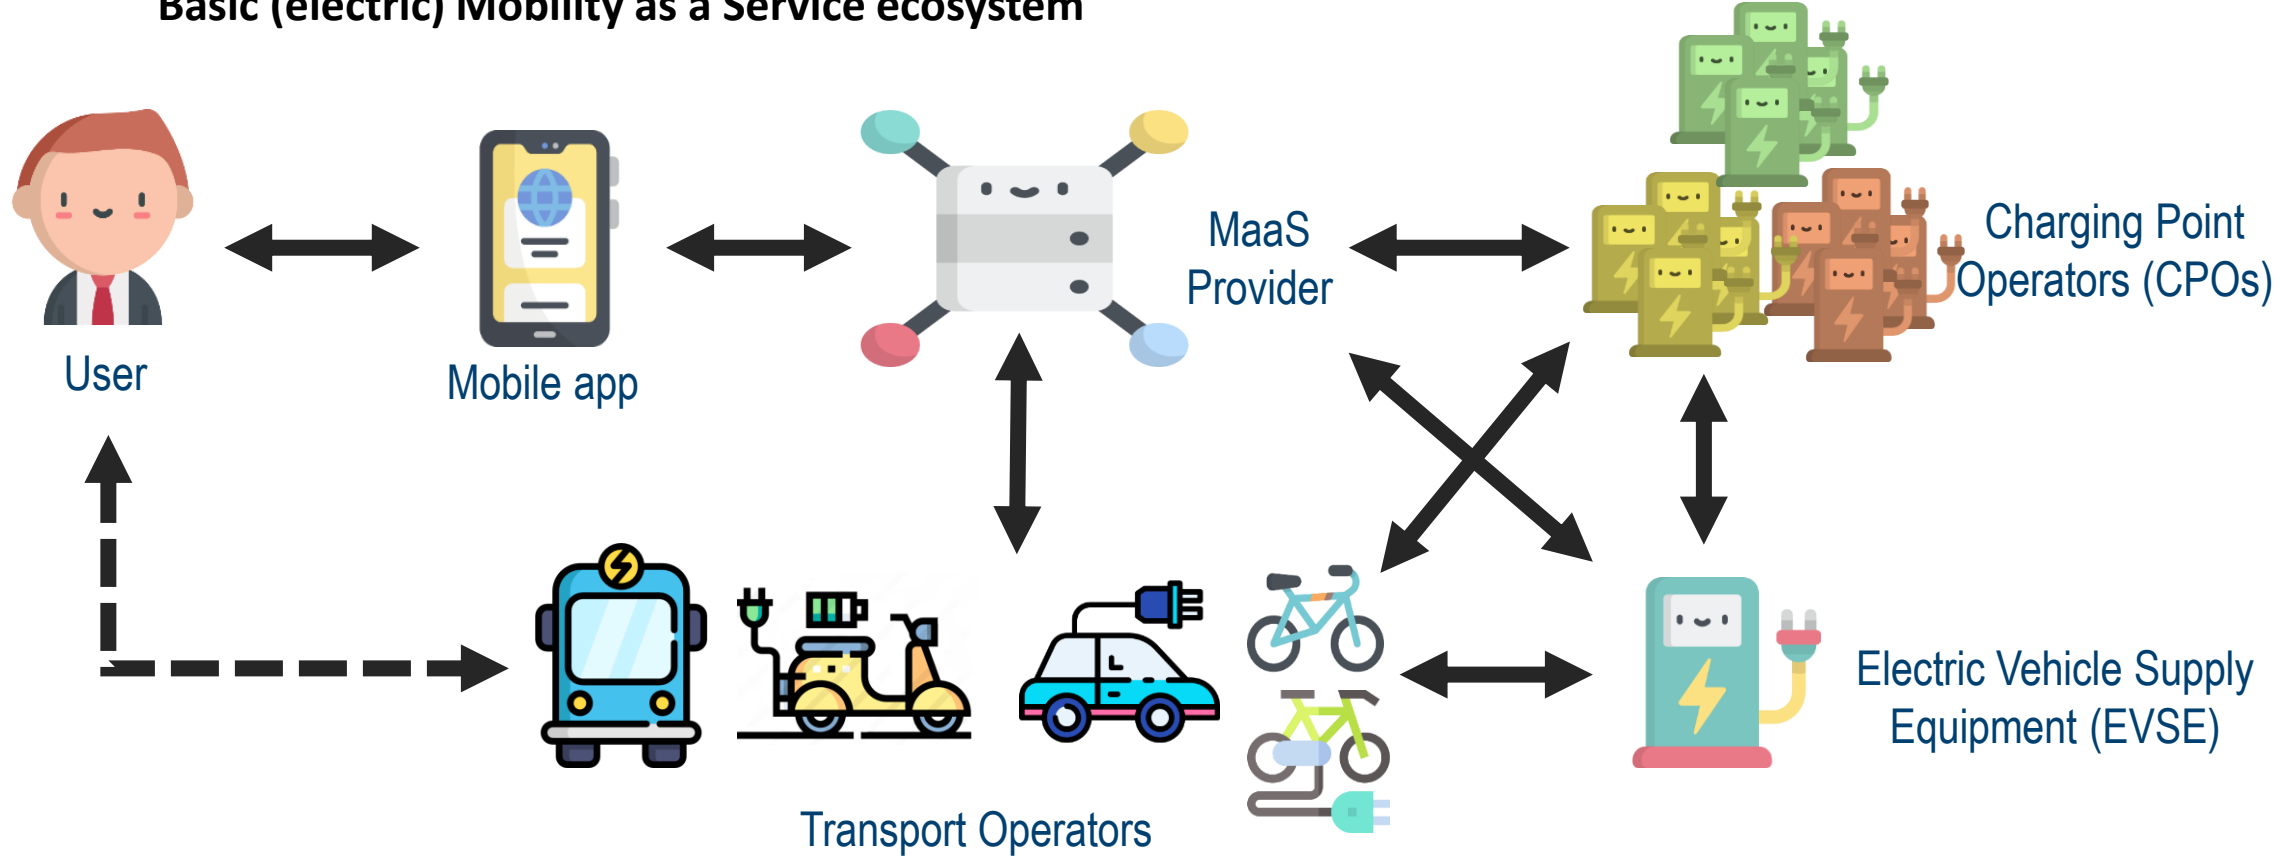 Basic (electric) Mobility as a Service ecosystem
MaaS
Provider
Charging Point
Operators (CPOs)
User
Mobile app
Electric Vehicle Supply
Equipment (EVSE)
Transport Operators